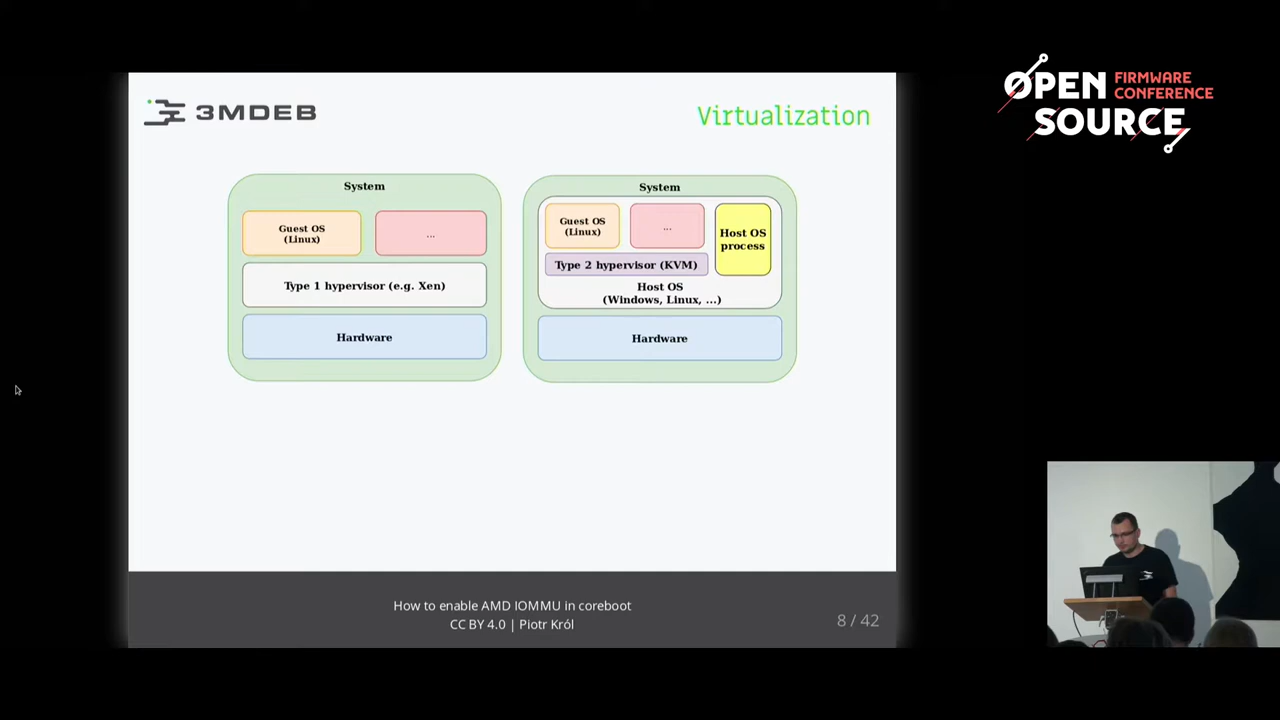 3MDEB
Virtualization
System
Guest OS
(Linux)
...
Type 1 hypervisor (e.g. Xen)
Hardware
System
Guest OS
(Linux)
...
Host OS
process
Type 2 hypervisor (KVM)
Host OS
(Windows, Linux, ...)
Hardware
How to enable AMD IOMMU in coreboot
CC BY 4.0 | Piotr Król
8 / 42
OPEN
FIRMWARE
CONFERENCE
SOURCE